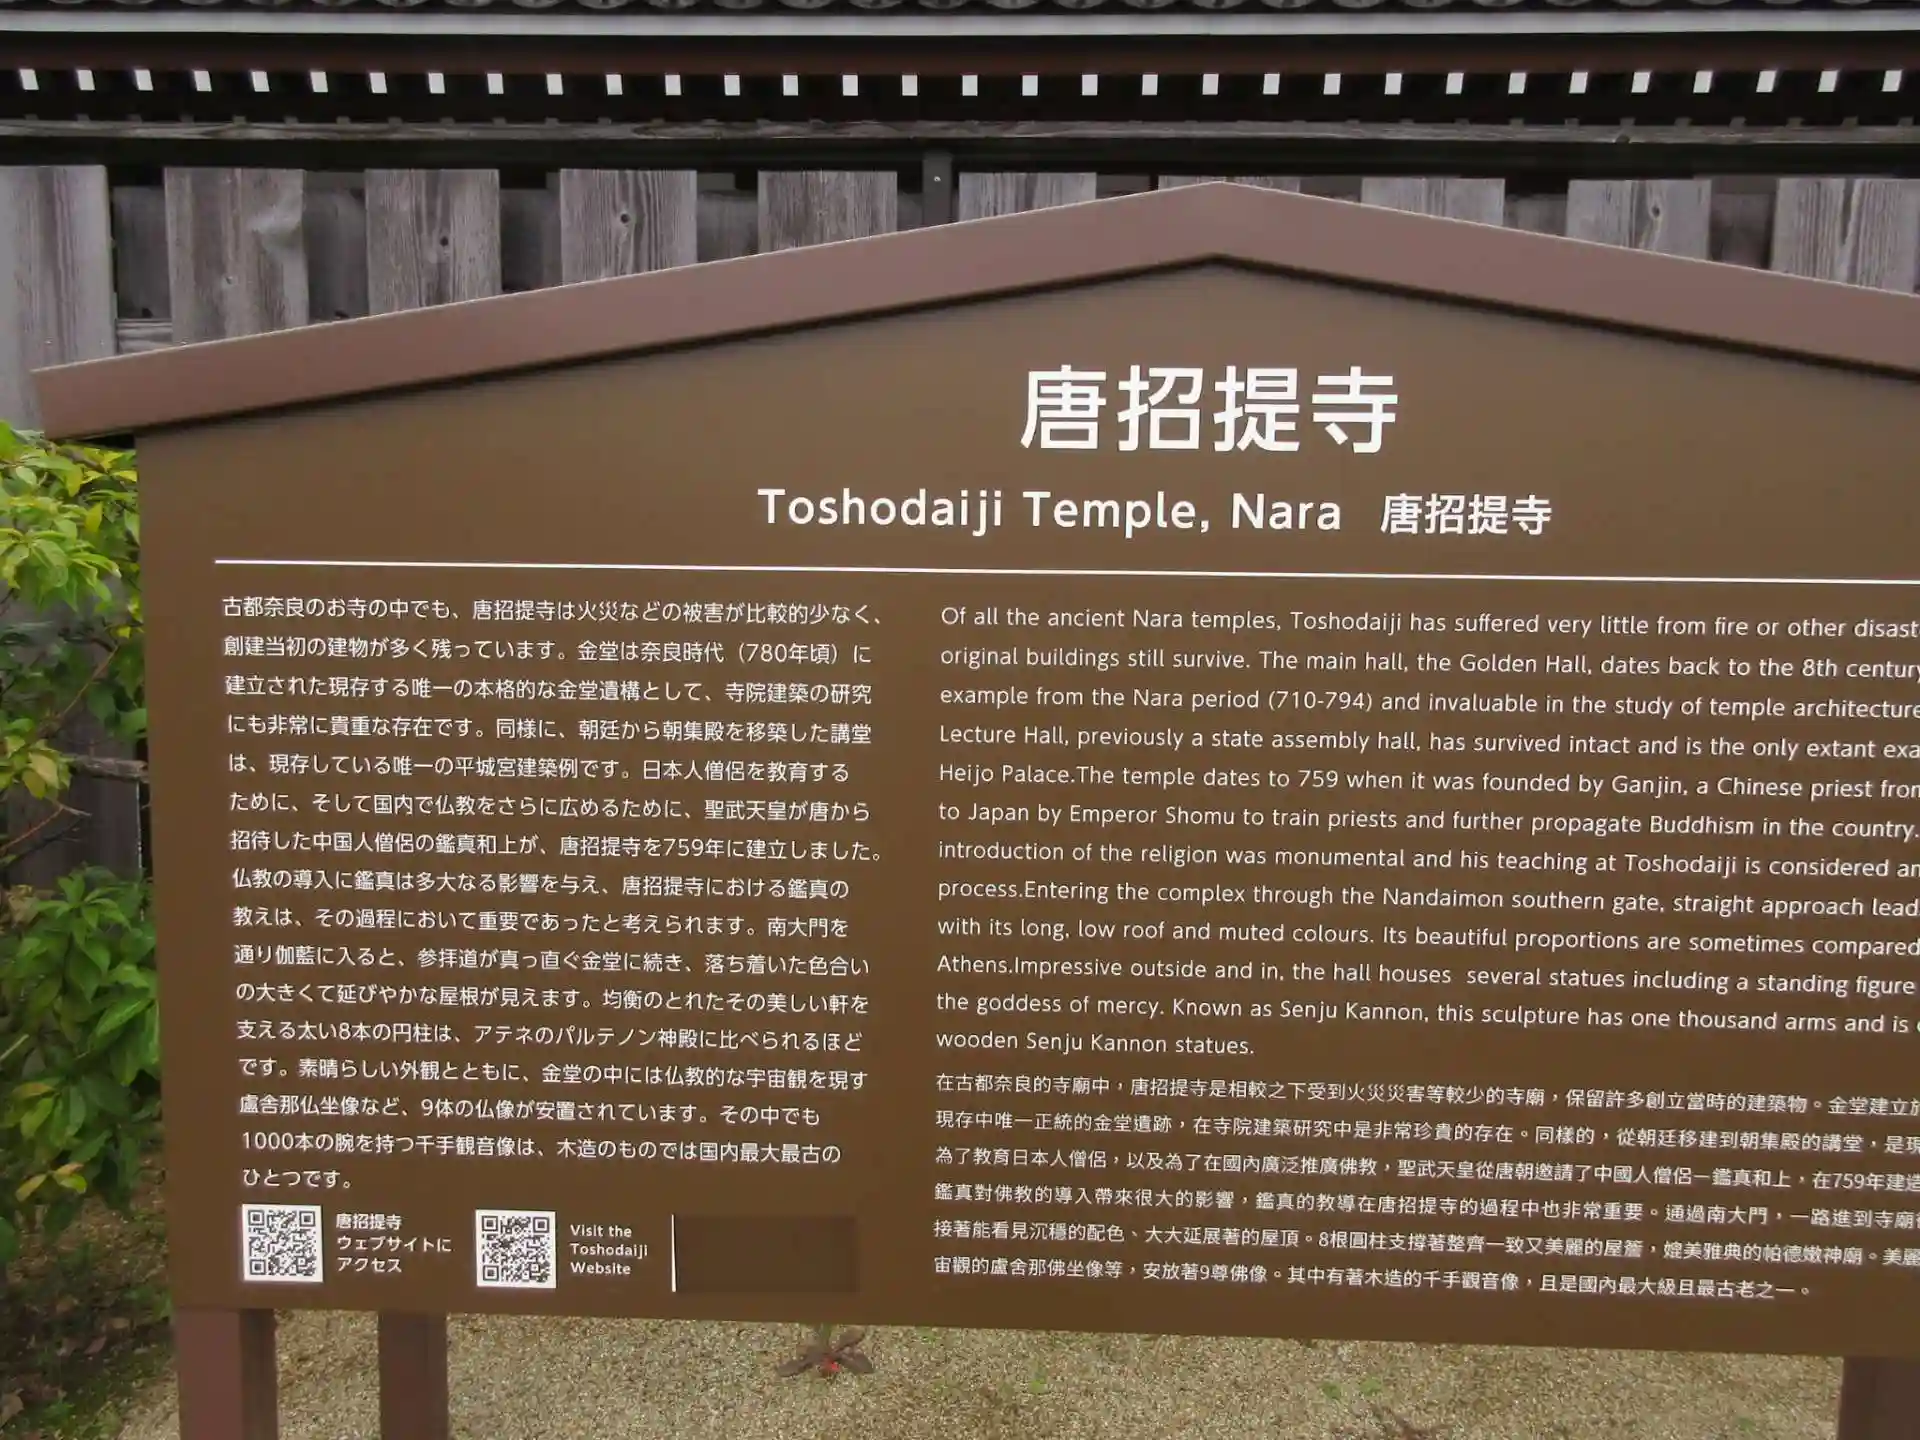 唐招提寺
Toshodaiji Temple, Nara 唐招提寺
古都奈良のお寺の中でも、唐招提寺は火災などの被害が比較的少なく、
創建当初の建物が多く残っています。金堂は奈良時代（780年頃）に
建立された現存する唯一の本格的な金堂遺構として、寺院建築の研究
にも非常に貴重な存在です。同様に、朝廷から朝集殿を移築した講堂
は、現存している唯一の平城宮建築例です。日本人僧侶を教育する
ために、そして国内で仏教をさらに広めるために、聖武天皇が唐から
招待した中国人僧侶の鑑真和上が、唐招提寺を759年に建立しました。
仏教の導入に鑑真は多大なる影響を与え、唐招提寺における鑑真の
教えは、その過程において重要であったと考えられます。南大門を
通り伽藍に入ると、参拝道が真っ直ぐ金堂に続き、落ち着いた色合い
の大きくて延びやかな屋根が見えます。均衡のとれたその美しい軒を
支える太い8本の円柱は、アテネのパルテノン神殿に比べられるほど
です。素晴らしい外観とともに、金堂の中には仏教的な宇宙観を現す
盧舎那仏坐像など、9体の仏像が安置されています。その中でも
1000本の腕を持つ千手観音像は、木造のものでは国内最大最古の
ひとつです。
唐招提寺
ウェブサイトに
アクセス
Visit the
Toshodaiji
Website
Of all the ancient Nara temples, Toshodaiji has suffered very little from fire or other
original buildings still survive. The main hall, the Golden Hall, dates back to the 8th century
example from the Nara period (710-794) and invaluable in the study of temple architecture
Lecture Hall, previously a state assembly hall, has survived intact and is the only extant
Heijo Palace.The temple dates to 759 when it was founded by Ganjin, a Chinese priest
to Japan by Emperor Shomu to train priests and further propagate Buddhism in the country.
introduction of the religion was monumental and his teaching at Toshodaiji is considered
process.Entering the complex through the Nandaimon southern gate, straight approach
with its long, low roof and muted colours. Its beautiful proportions are sometimes compared
Athens.Impressive outside and in, the hall houses several statues including a standing figure
the goddess of mercy. Known as Senju Kannon, this sculpture has one thousand arms and is
wooden Senju Kannon statues.
在古都奈良的寺廟中，唐招提寺是相較之下受到火災災害等較少的寺廟，保留許多創立當時的建築物。金堂建立
現存中唯一正統的金堂遺跡，在寺院建築研究中是非常珍貴的存在。同樣的，從朝廷移建到朝集殿的講堂，是現
為了教育日本人僧侶，以及為了在國內廣泛推廣佛教，聖武天皇從唐朝邀請了中國人僧侶－鑑真和上，在759年建造
鑑真對佛教的導入帶來很大的影響，鑑真的教導在唐招提寺的過程中也非常重要。通過南大門，一路進到寺廟
接著能看見沉穩的配色、大大延展著的屋頂。8根圓柱支撐著整齊一致又美麗的屋簷，媲美雅典的帕德嫩神廟。美麗
宙觀的盧舍那佛坐像等，安放著9尊佛像。其中有著木造的千手觀音像，且是國內最大級且最古老之一。